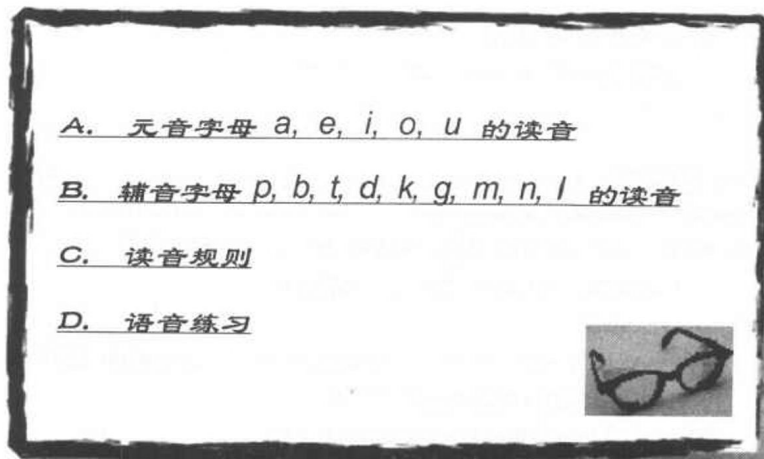 A. 元音字母 a, e, i, o, u 的读音
B. 辅音字母 p, b, t, d, k, g, m, n, l 的读音
C. 读音规则
D. 语音练习